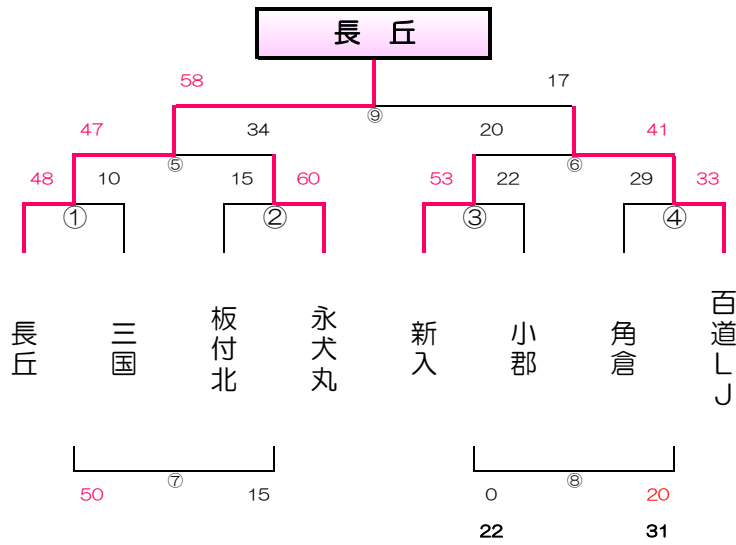 長 丘
58 17
⑨
47 34 20 41
⑤ ⑥
48 10 15 60 53 22 29 33
① ② ③ ④
長丘
三国
板付北
永犬丸
新入
小郡
角倉
百道LJ
⑦ ⑧
50 15 0 20
22 31